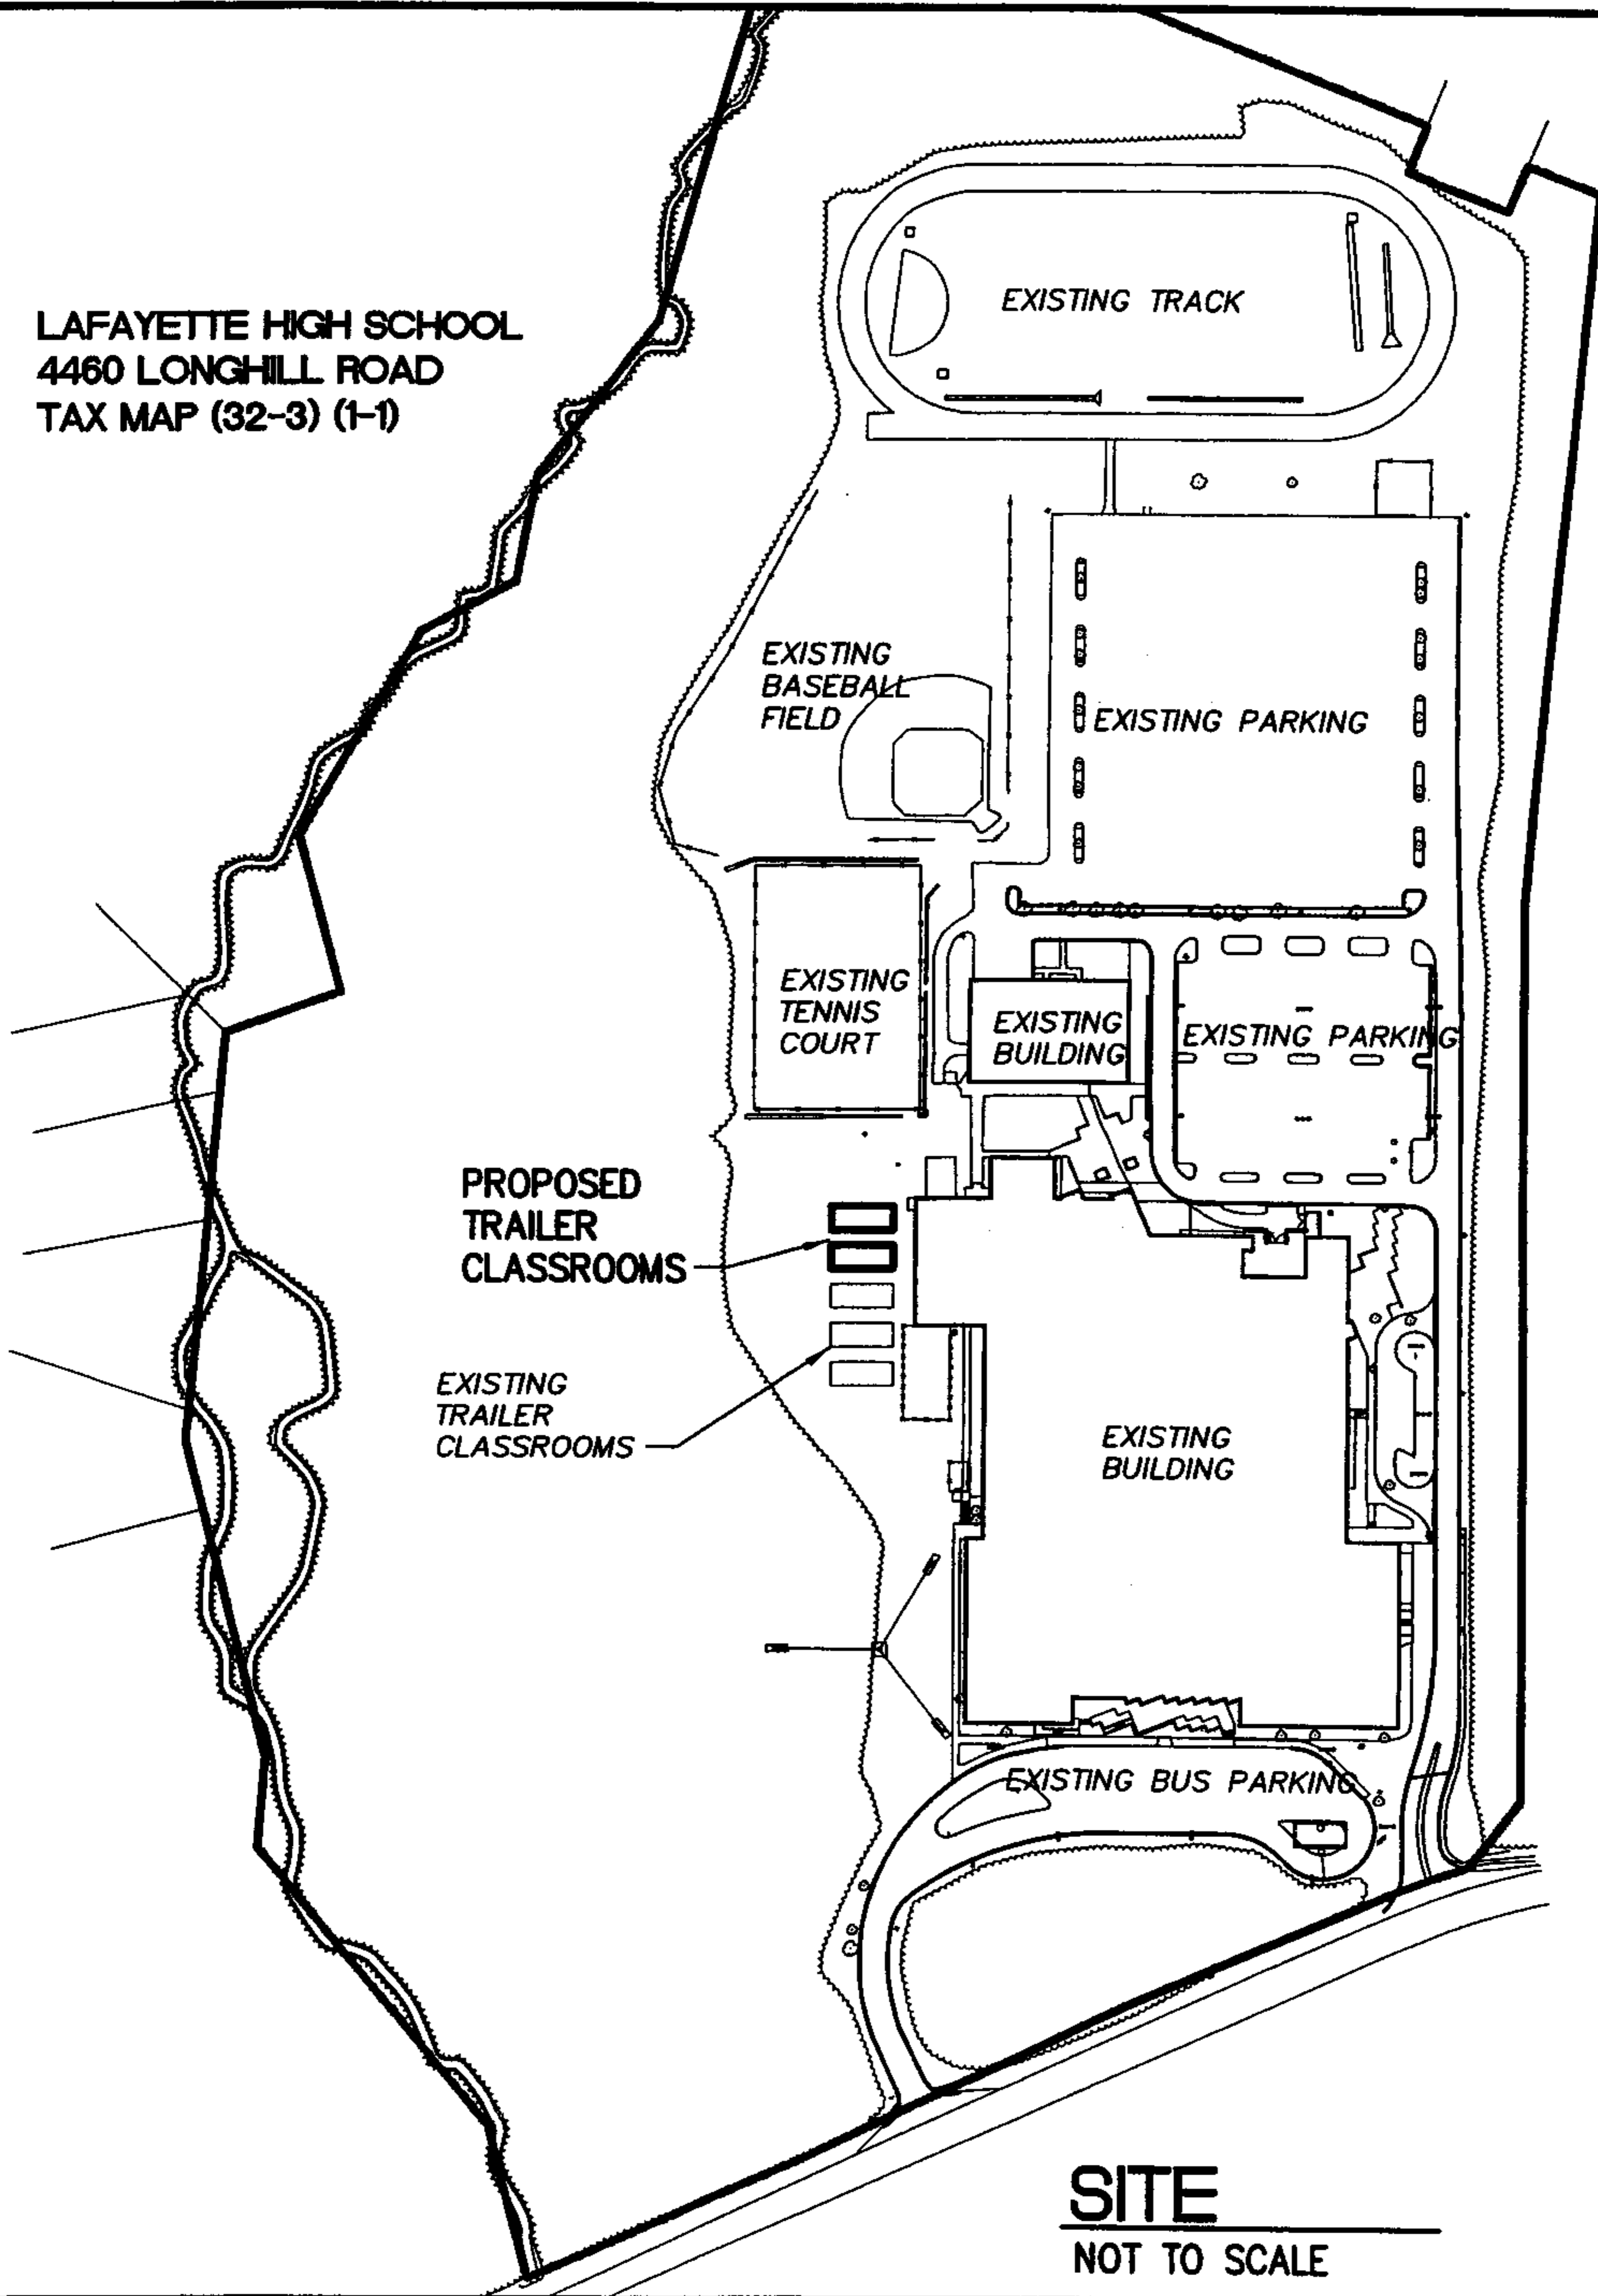 LAFAYETTE HIGH SCHOOL
4460 LONGHILL ROAD
TAX MAP (32-3) (1-1)
EXISTING TRACK
EXISTING
BASEBALL
FIELD
EXISTING PARKING
EXISTING
TENNIS
COURT
EXISTING
BUILDING
EXISTING PARKING
PROPOSED
TRAILER
CLASSROOMS
EXISTING
TRAILER
CLASSROOMS
EXISTING
BUILDING
EXISTING BUS PARKING
SITE
NOT TO SCALE